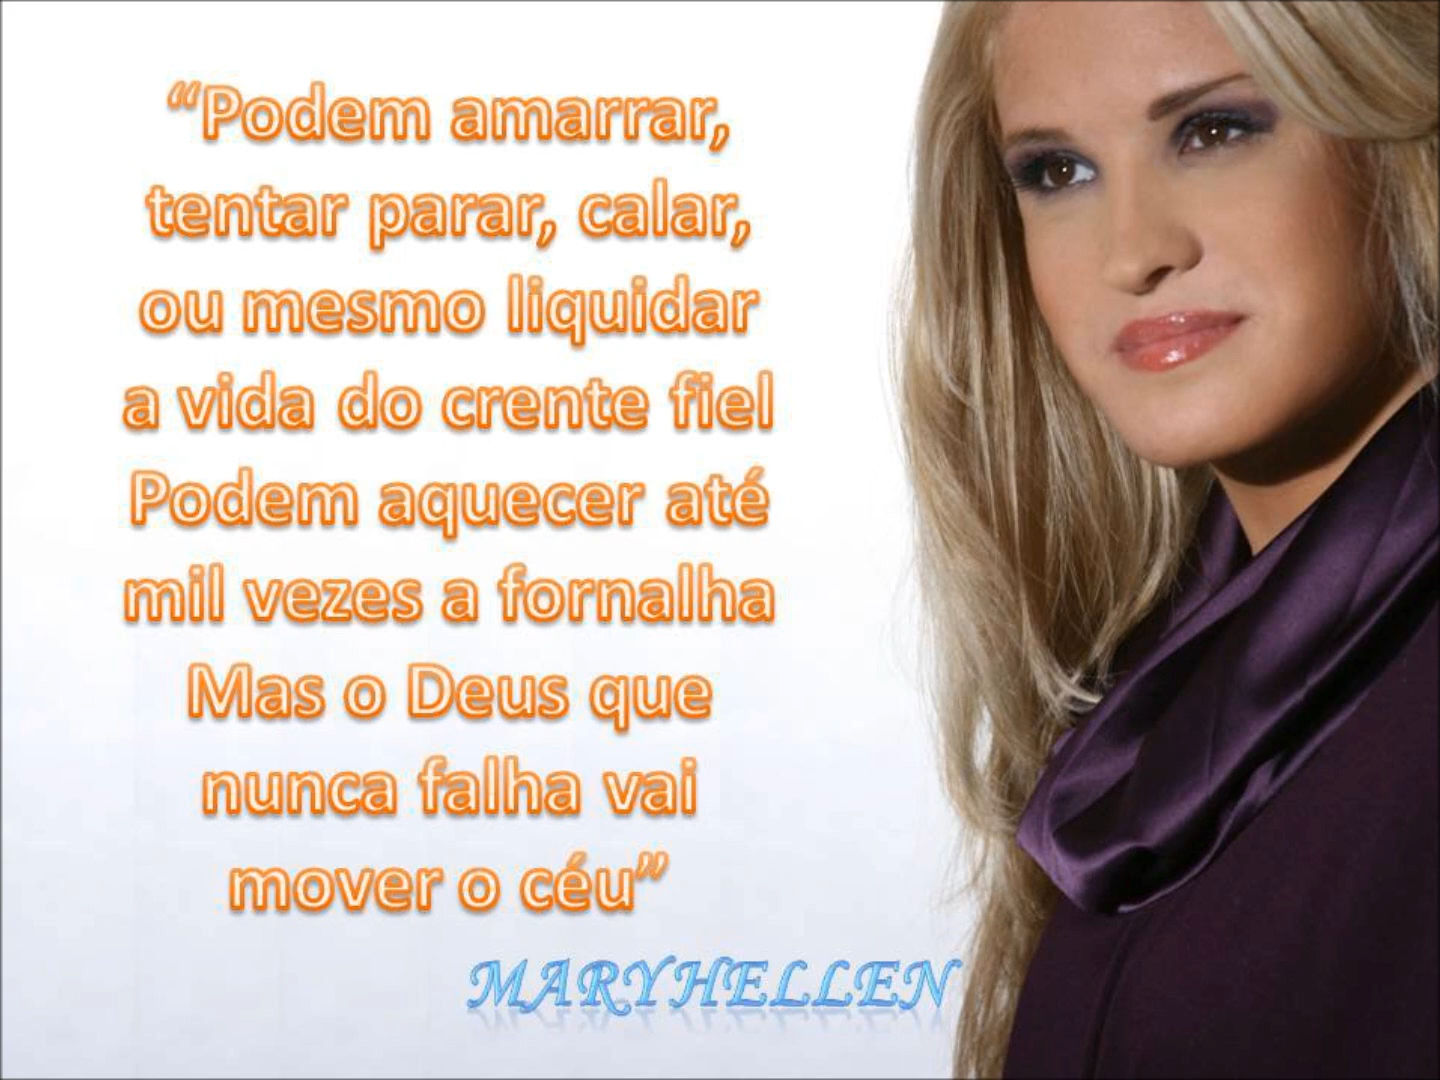 “Podem amarrar,
tentar parar, calar,
ou mesmo liquidar
a vida do crente fiel
Podem aquecer até
mil vezes a fornalha
Mas o Deus que
nunca falha vai
mover o céu”
MARYHELLEN